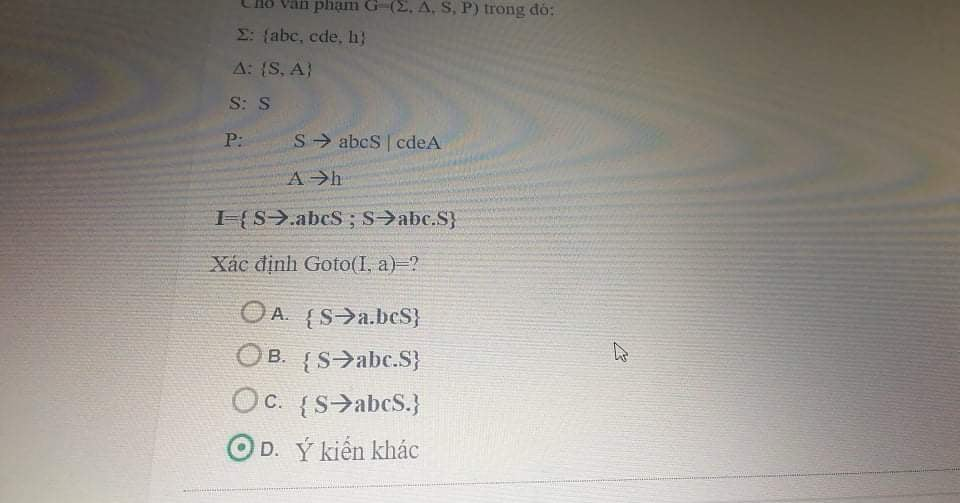 Cho văn phạm G=(Σ, Δ, S, P) trong đó:
Σ: {abc, cde, h}
Δ: {S, A}
S: S
P: S → abcS | cdeA
A →h
I={ S→.abcS ; S→abc.S}
Xác định Goto(I, a)=?
A. { S→a.bcS}
B. { S→abc.S}
C. { S→abcS.}
D. Ý kiến khác